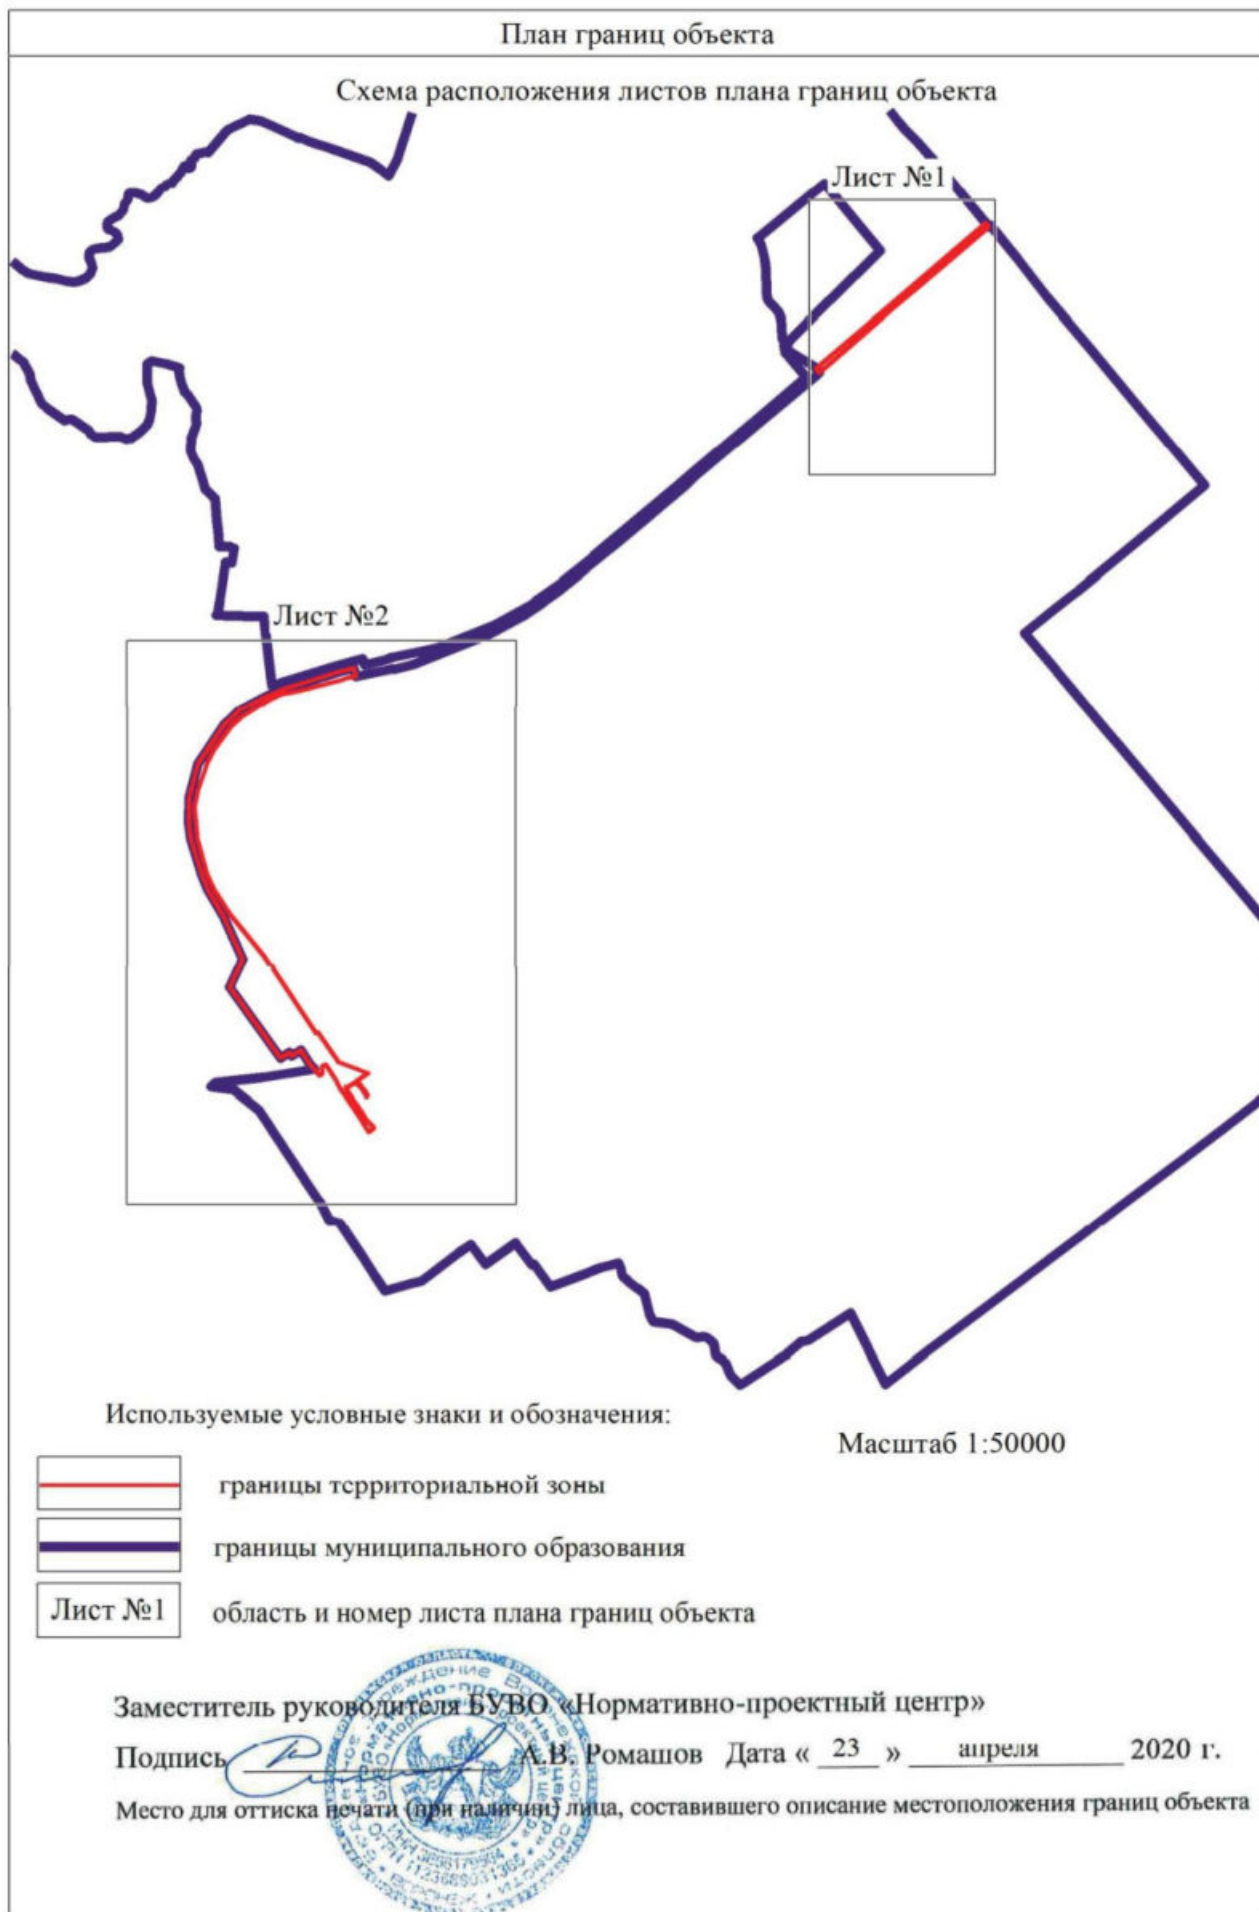 План границ объекта
Схема расположения листов плана границ объекта
Лист №1
Лист №2
Используемые условные знаки и обозначения:
Масштаб 1:50000
границы территориальной зоны
границы муниципального образования
Лист №1 область и номер листа плана границ объекта
Заместитель руководителя БУВО «Нормативно-проектный центр»
Подпись А.В. Ромашов Дата « 23 » апреля 2020 г.
Место для оттиска печати (при наличии) лица, составившего описание местоположения границ объекта